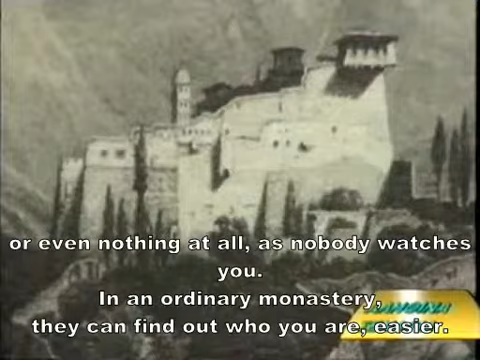 or even nothing at all, as nobody watches
you.
In an ordinary monastery,
they can find out who you are, easier.